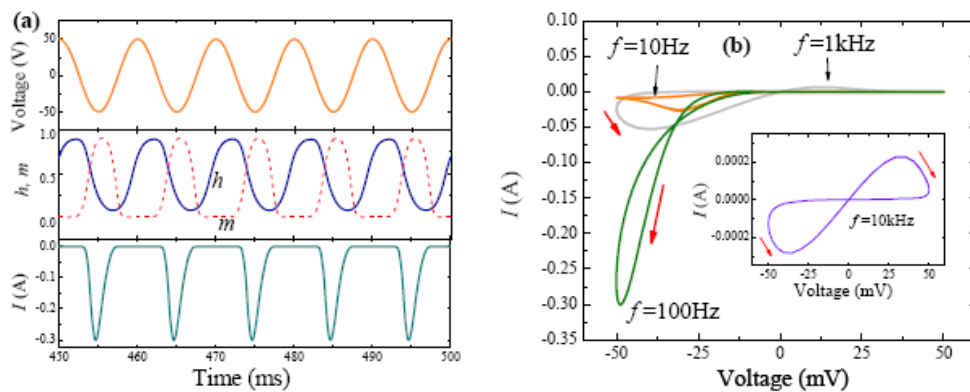 (a)
Voltage (V)
50
0
-50
h, m
1.0
0.5
0.0
h
m
I (A)
0.0
-0.1
-0.2
-0.3
450 460 470 480 490 500
Time (ms)
(b)
I (A)
0.10
0.05
0.00
-0.05
-0.10
-0.15
-0.20
-0.25
-0.30
-0.35
f=10Hz
f=1kHz
f=100Hz
-50 -25 0 25 50
Voltage (mV)
I (A)
0.0002
0.0000
-0.0002
f=10kHz
-50 -25 0 25 50
Voltage (mV)